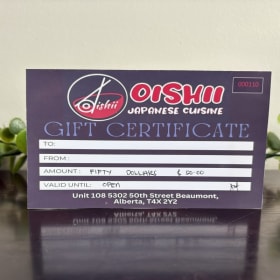 Oishii
OISHII
JAPANESE CUISINE
GIFT CERTIFICATE
TO:
FROM:
AMOUNT: FIFTY DOLLARS $50.00
VALID UNTIL: OPEN
Unit 108 5302 50th Street Beaumont,
Alberta, T4X 2Y2